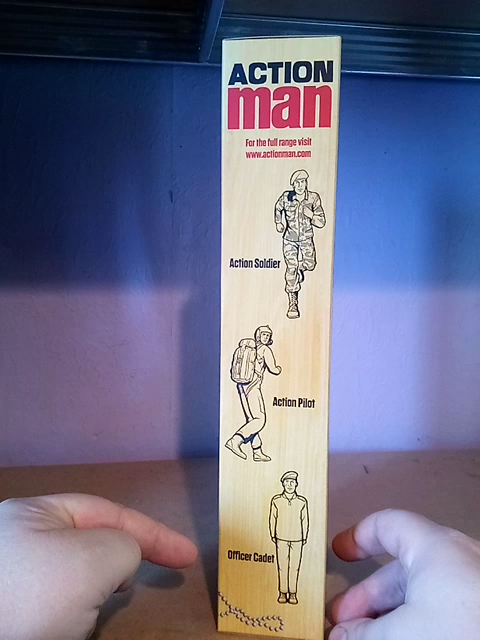 ACTION
man
For the full range visit
www.actionman.com
Action Soldier
Action Pilot
Officer Cadet